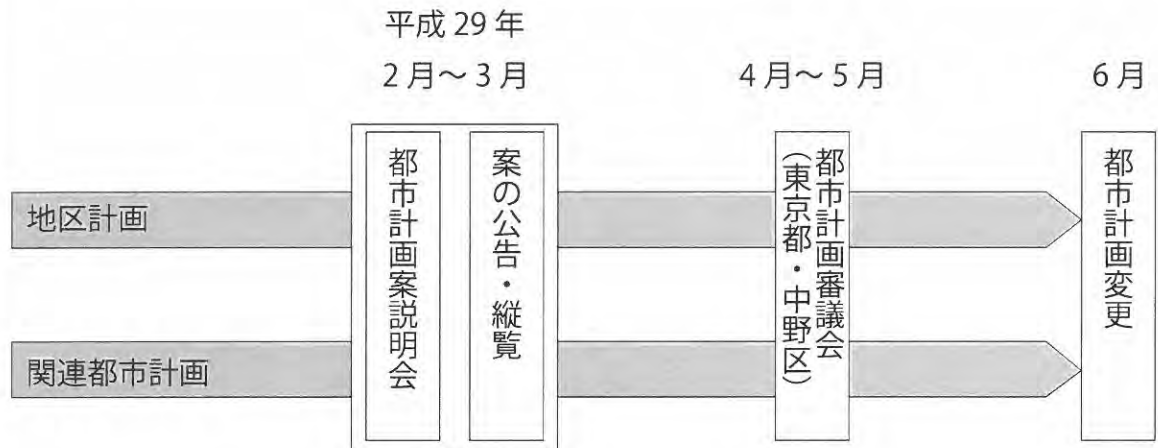 平成 29 年
2 月～ 3 月
4 月～ 5 月
6 月
地区計画
関連都市計画
都市計画案説明会
案の公告・縦覧
都市計画審議会
（東京都・中野区）
都市計画変更